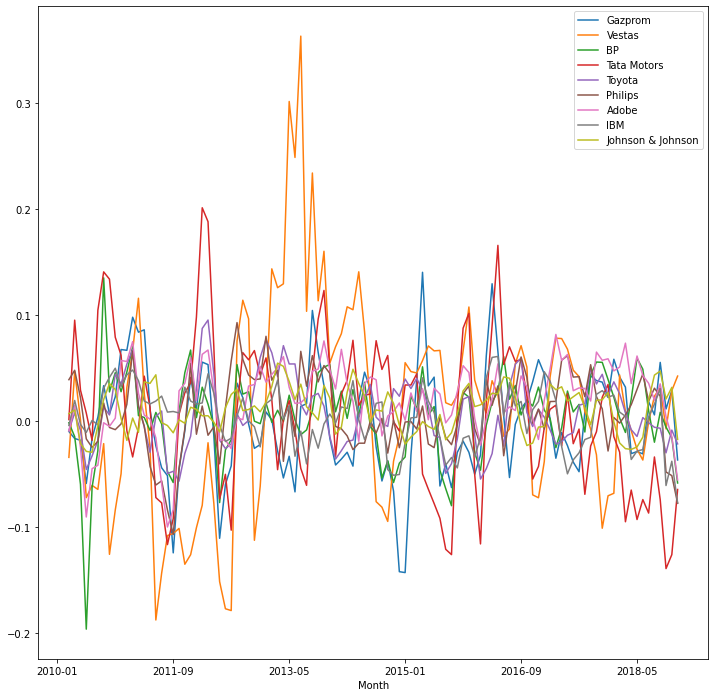 Gazprom
Vestas
BP
Tata Motors
Toyota
Philips
Adobe
IBM
Johnson & Johnson
0.3
0.2
0.1
0.0
−0.1
−0.2
2010-01 2011-09 2013-05 2015-01 2016-09 2018-05
Month